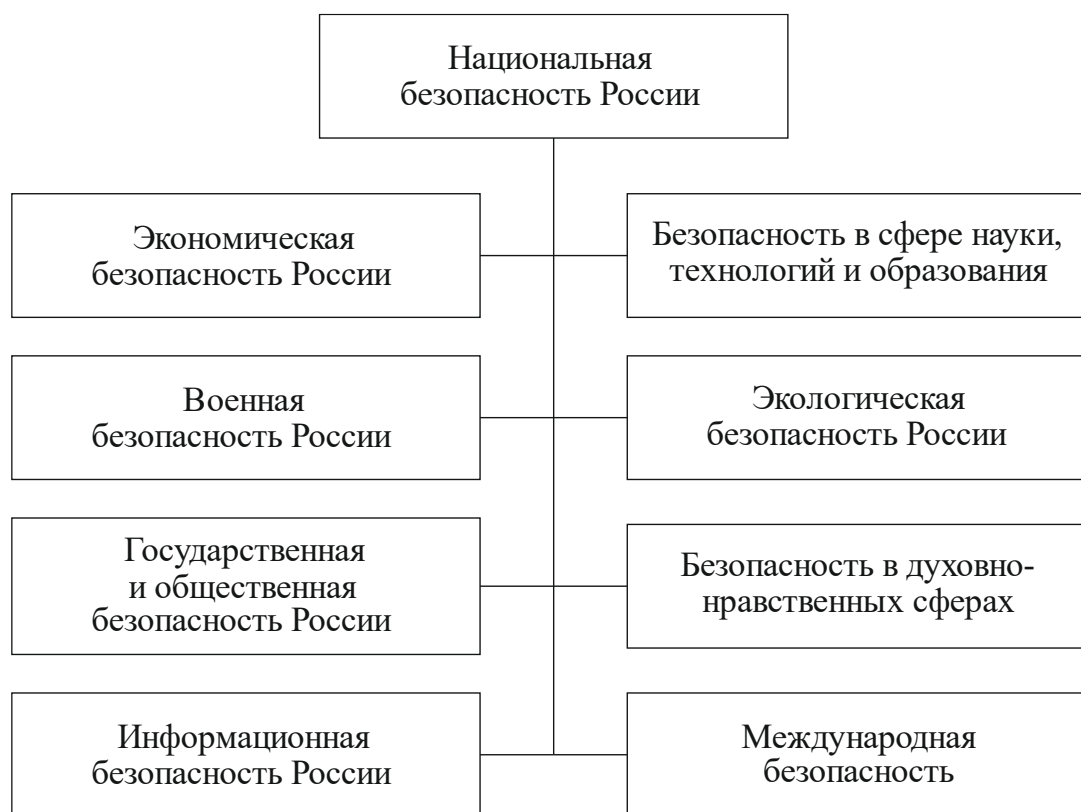 Национальная
безопасность России
Экономическая
безопасность России
Безопасность в сфере науки,
технологий и образования
Военная
безопасность России
Экологическая
безопасность России
Государственная
и общественная
безопасность России
Безопасность в духовно-
нравственных сферах
Информационная
безопасность России
Международная
безопасность